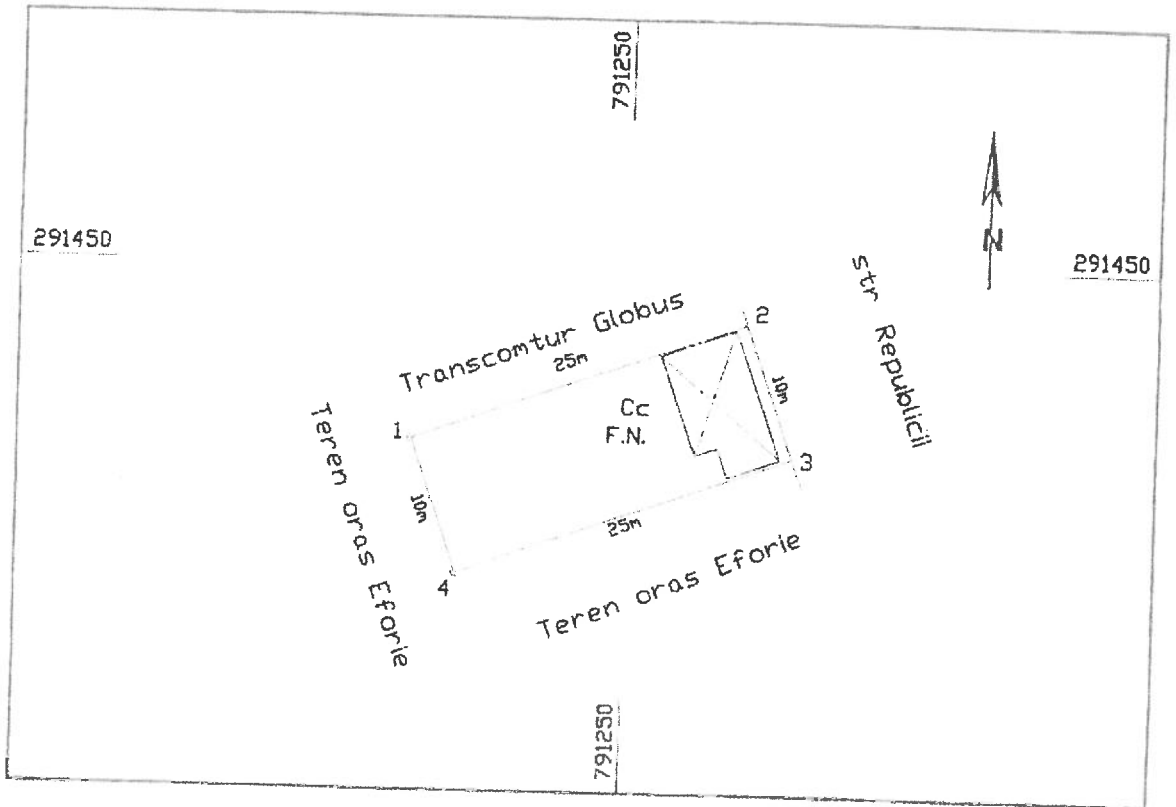 791250
291450
N
291450
str Republicii
Transcomtur Globus
25m
2
10m
Cc
F.N.
1
3
Teren oras Eforie
10m
25m
4
Teren oras Eforie
791250